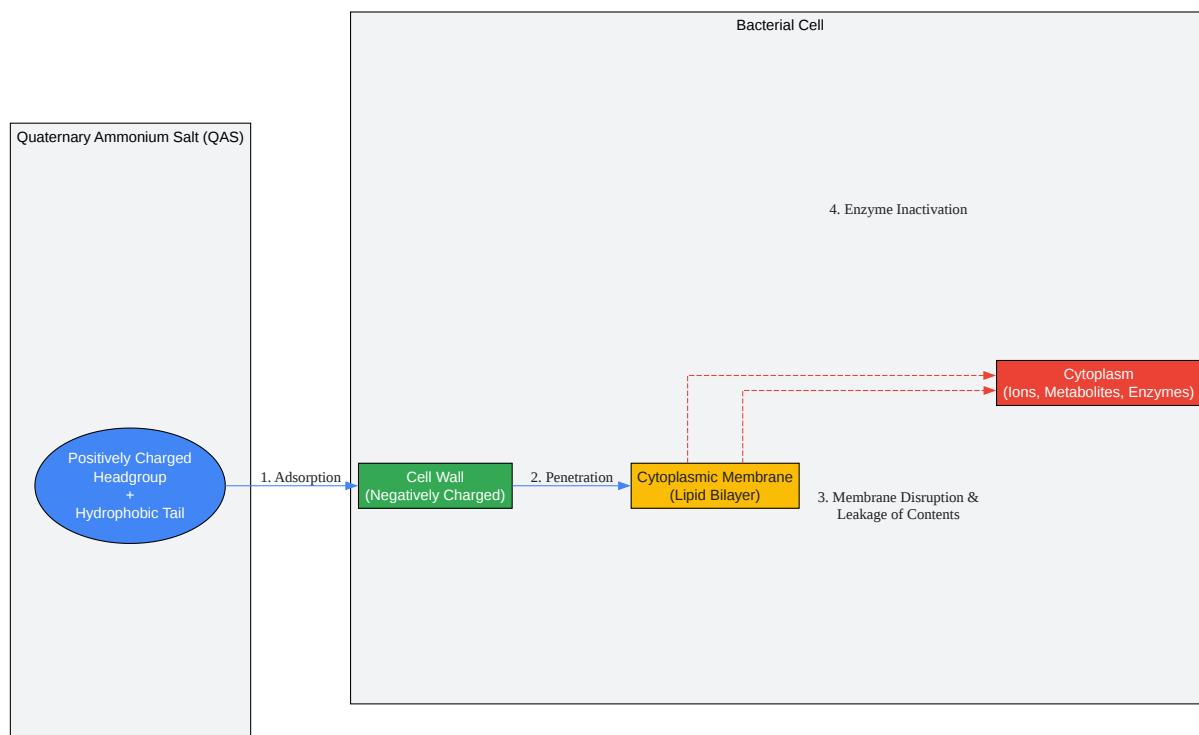 Bacterial Cell
Quaternary Ammonium Salt (QAS)
4. Enzyme Inactivation
Cytoplasm
(Ions, Metabolites, Enzymes)
Positively Charged
Headgroup
+
Hydrophobic Tail
1. Adsorption
Cell Wall
(Negatively Charged)
2. Penetration
Cytoplasmic Membrane
(Lipid Bilayer)
3. Membrane Disruption &
Leakage of Contents